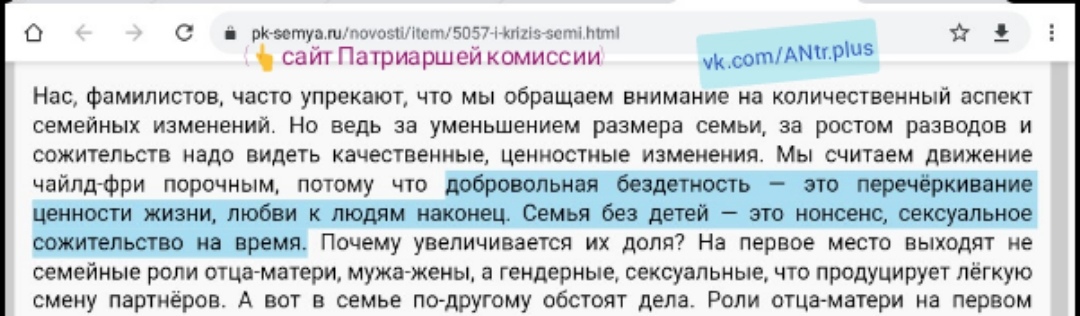 pk-semya.ru/novosti/item/5057-i-krizis-semi.html
(👆 сайт Патриаршей комиссии)
vk.com/ANtr.plus
Нас, фамилистов, часто упрекают, что мы обращаем внимание на количественный аспект
семейных изменений. Но ведь за уменьшением размера семьи, за ростом разводов и
сожительств надо видеть качественные, ценностные изменения. Мы считаем движение
чайлд-фри порочным, потому что добровольная бездетность — это перечёркивание
ценности жизни, любви к людям наконец. Семья без детей — это нонсенс, сексуальное
сожительство на время. Почему увеличивается их доля? На первое место выходят не
семейные роли отца-матери, мужа-жены, а гендерные, сексуальные, что продуцирует лёгкую
смену партнёров. А вот в семье по-другому обстоят дела. Роли отца-матери на первом